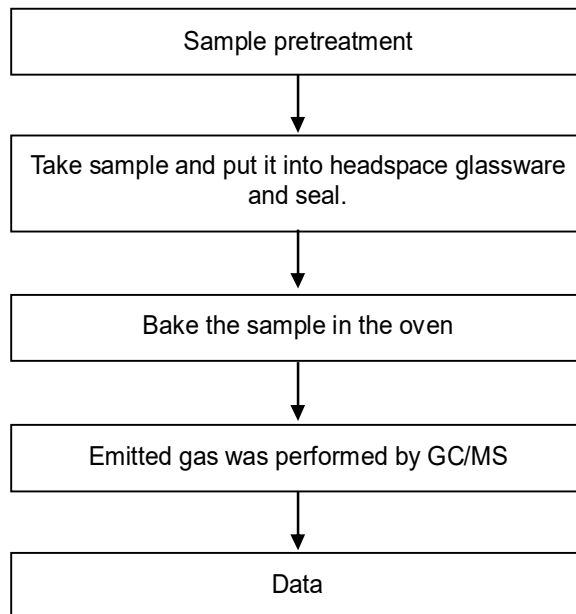 Sample pretreatment
Take sample and put it into headspace glassware
and seal.
Bake the sample in the oven
Emitted gas was performed by GC/MS
Data